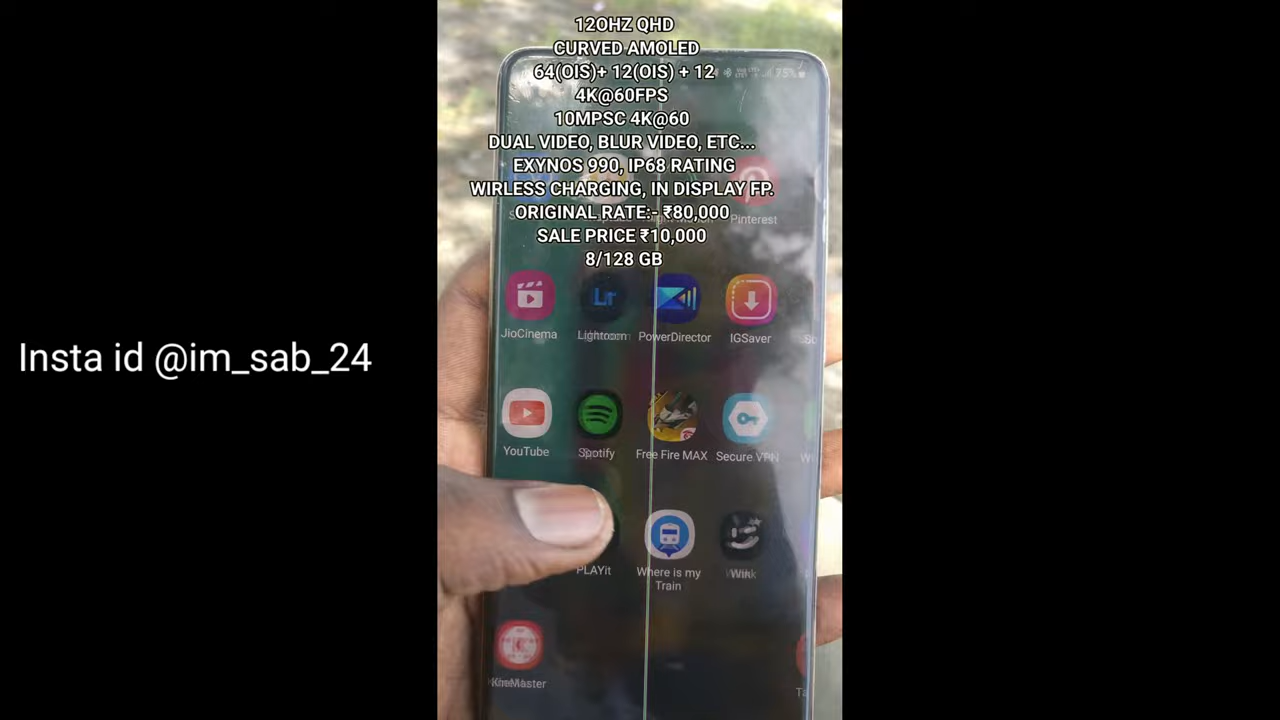 120HZ QHD
CURVED AMOLED
64(OIS)+ 12(OIS) + 12
75%
4K@60FPS
10MPSC 4K@60
DUAL VIDEO, BLUR VIDEO, ETC...
EXYNOS 990, IP68 RATING
WIRLESS CHARGING, IN DISPLAY FP.
ORIGINAL RATE:- ₹80,000
Pinterest
SALE PRICE ₹10,000
8/128 GB
JioCinema
Lightroom
PowerDirector
IGSaver
Insta id @im_sab_24
YouTube
Spotify
Free Fire MAX
Secure VPN
PLAYit
Where is my
Train
Wink
KineMaster